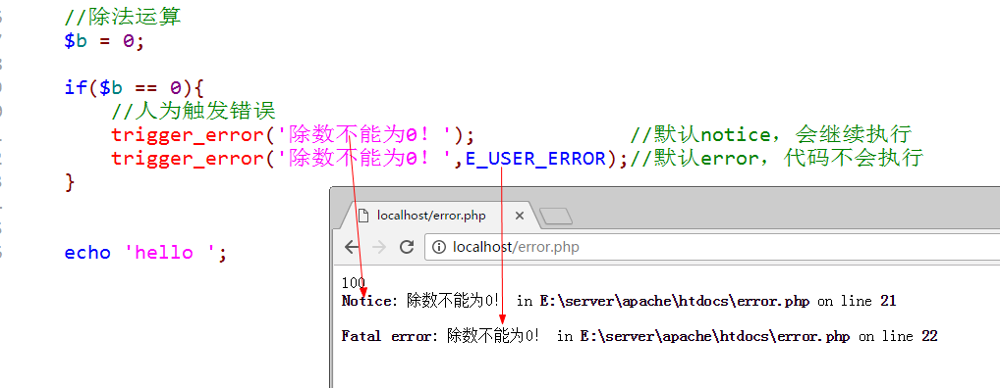 //除法运算
$b = 0;
if($b == 0){
//人为触发错误
trigger_error('除数不能为0！'); //默认notice，会继续执行
trigger_error('除数不能为0！',E_USER_ERROR);//默认error，代码不会执行
}
echo 'hello ';
localhost/error.php
localhost/error.php
100
Notice: 除数不能为0！ in E:\server\apache\htdocs\error.php on line 21
Fatal error: 除数不能为0！ in E:\server\apache\htdocs\error.php on line 22